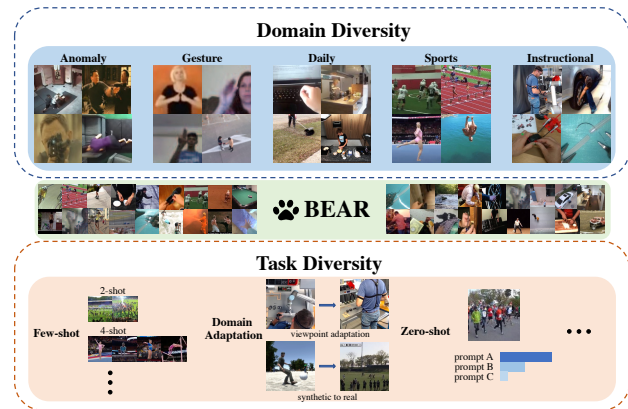 Domain Diversity
Anomaly
Gesture
Daily
Sports
Instructional
BEAR
Task Diversity
Few-shot
2-shot
4-shot
Domain
Adaptation
viewpoint adaptation
synthetic to real
Zero-shot
prompt A
prompt B
prompt C